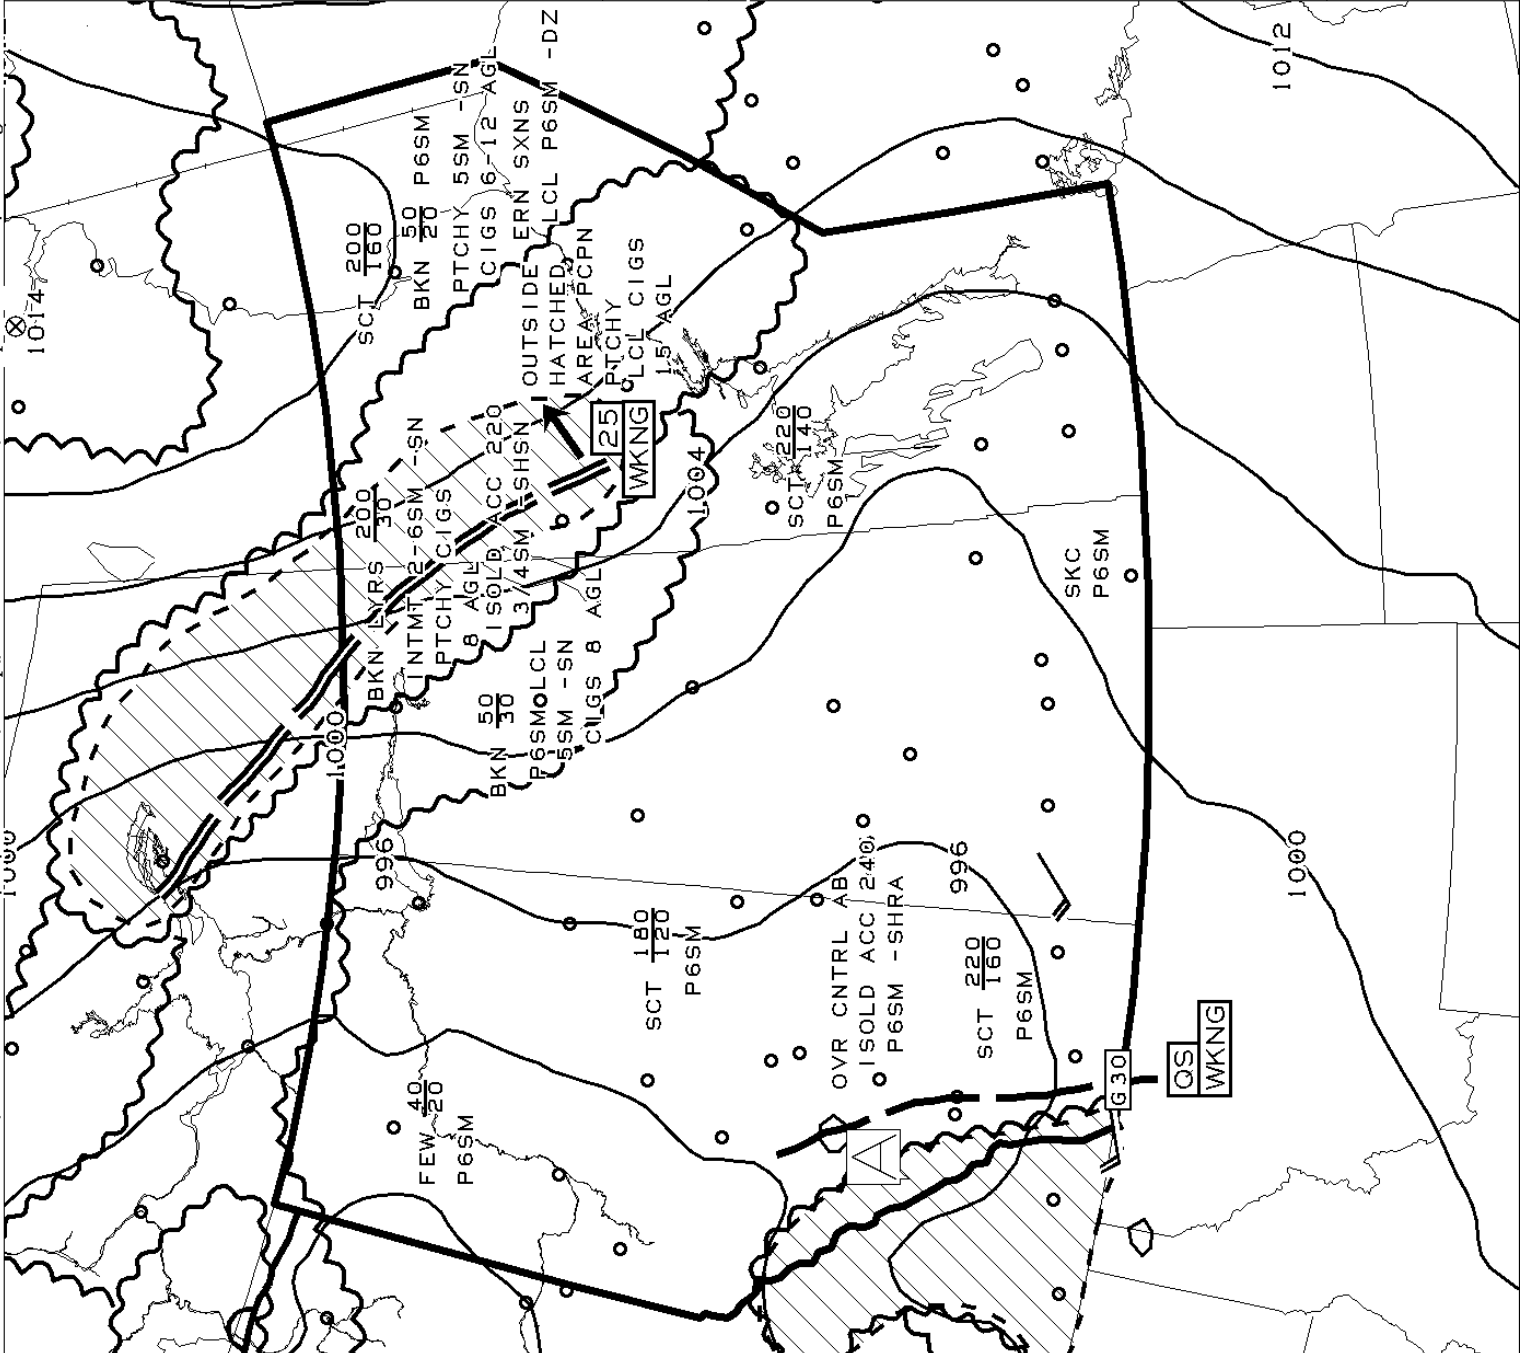 1014
SCT 200
160
BKN 50 P6SM
20
PTCHY 5SM -SN
CIGS 6-12 AGL
ERN SXNS
LCL P6SM -DZ
OUTSIDE
HATCHED
AREA PCPN
PTCHY
LCL CIGS
15 AGL
1012
BKN LYRS 200
30
INTMT 2-6SM -SN
PTCHY CIGS
8 AGL
ISOLD ACC 220
3/4SM -SHSN
25
WKNG
1004
SCT 220
140
P6SM
SKC
P6SM
BKN 50
30
P6SM LCL
5SM -SN
CIGS 8 AGL
1000
1000
996
996
1000
SCT 180
120
P6SM
OVR CNTRL AB
ISOLD ACC 240
P6SM -SHRA
SCT 220
160
P6SM
FEW 40
20
P6SM
A
G30
QS
WKNG